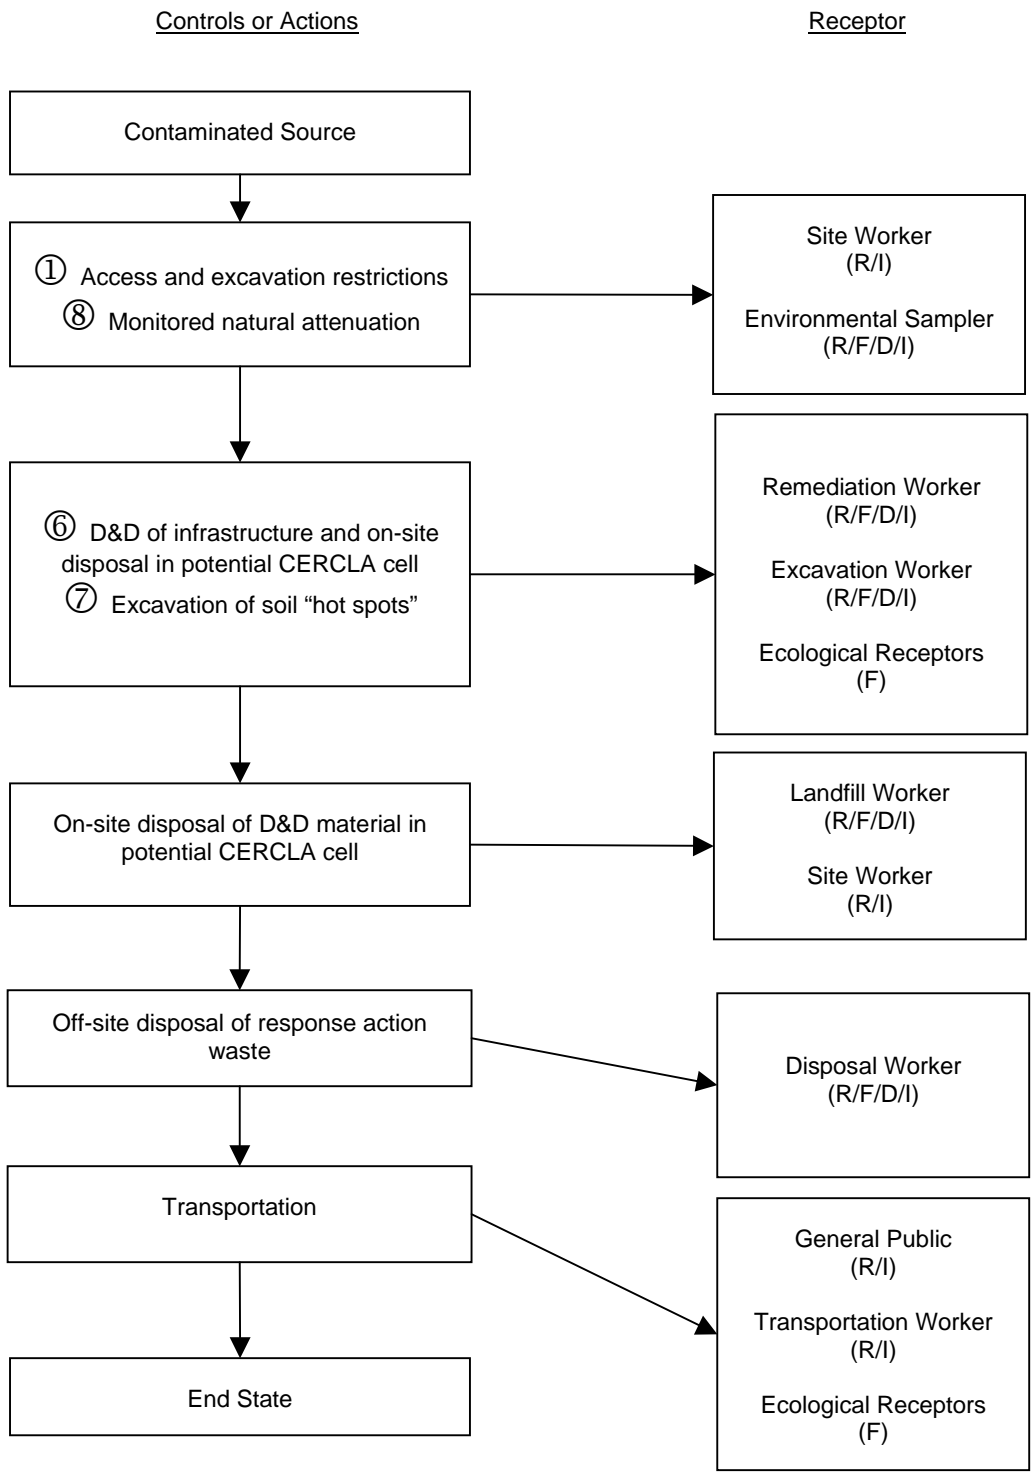 Controls or Actions
Receptor
Contaminated Source
① Access and excavation restrictions
⑧ Monitored natural attenuation
Site Worker
(R/I)
Environmental Sampler
(R/F/D/I)
⑥ D&D of infrastructure and on-site
disposal in potential CERCLA cell
⑦ Excavation of soil “hot spots”
Remediation Worker
(R/F/D/I)
Excavation Worker
(R/F/D/I)
Ecological Receptors
(F)
On-site disposal of D&D material in
potential CERCLA cell
Landfill Worker
(R/F/D/I)
Site Worker
(R/I)
Off-site disposal of response action
waste
Disposal Worker
(R/F/D/I)
Transportation
General Public
(R/I)
Transportation Worker
(R/I)
Ecological Receptors
(F)
End State